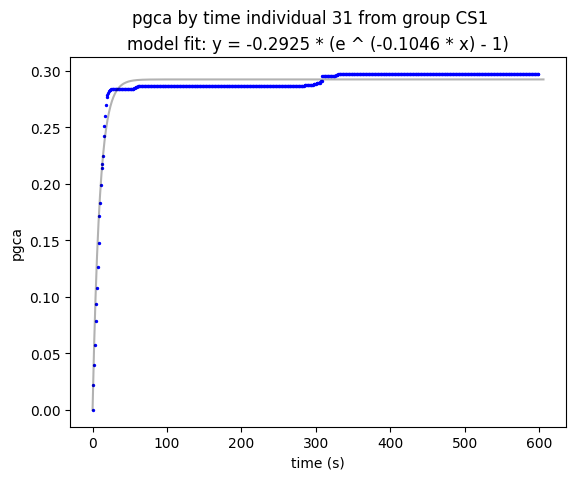 pgca by time individual 31 from group CS1
model fit: y = -0.2925 * (e ^ (-0.1046 * x) - 1)
0.30
0.25
0.20
0.15
0.10
0.05
0.00
pgca
0 100 200 300 400 500 600
time (s)